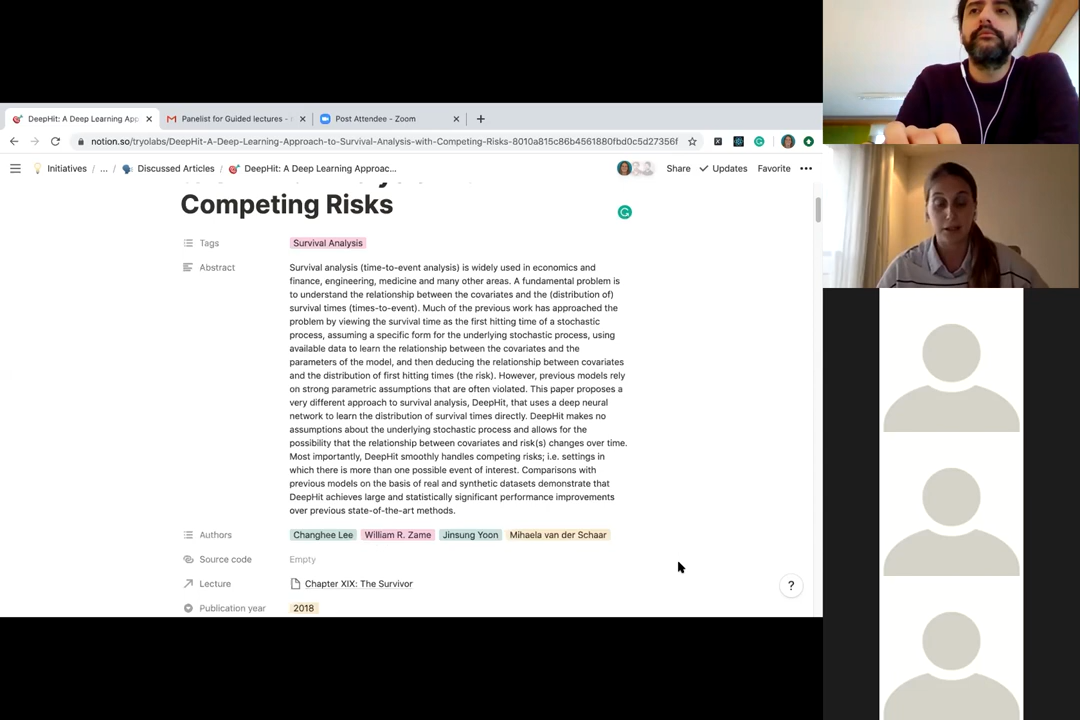 DeepHit: A Deep Learning App
Panelist for Guided lectures -
Post Attendee - Zoom
notion.so/tryolabs/DeepHit-A-Deep-Learning-Approach-to-Survival-Analysis-with-Competing-Risks-8010a815c86b4561880fbd0c5d27356f
Initiatives / ... / Discussed Articles / DeepHit: A Deep Learning Approac...
Share Updates Favorite
Competing Risks
Tags
Survival Analysis
Abstract
Survival analysis (time-to-event analysis) is widely used in economics and
finance, engineering, medicine and many other areas. A fundamental problem is
to understand the relationship between the covariates and the (distribution of)
survival times (times-to-event). Much of the previous work has approached the
problem by viewing the survival time as the first hitting time of a stochastic
process, assuming a specific form for the underlying stochastic process, using
available data to learn the relationship between the covariates and the
parameters of the model, and then deducing the relationship between covariates
and the distribution of first hitting times (the risk). However, previous models rely
on strong parametric assumptions that are often violated. This paper proposes a
very different approach to survival analysis, DeepHit, that uses a deep neural
network to learn the distribution of survival times directly. DeepHit makes no
assumptions about the underlying stochastic process and allows for the
possibility that the relationship between covariates and risk(s) changes over time.
Most importantly, DeepHit smoothly handles competing risks; i.e. settings in
which there is more than one possible event of interest. Comparisons with
previous models on the basis of real and synthetic datasets demonstrate that
DeepHit achieves large and statistically significant performance improvements
over previous state-of-the-art methods.
Authors
Changhee Lee William R. Zame Jinsung Yoon Mihaela van der Schaar
Source code
Empty
Lecture
Chapter XIX: The Survivor
?
Publication year
2018